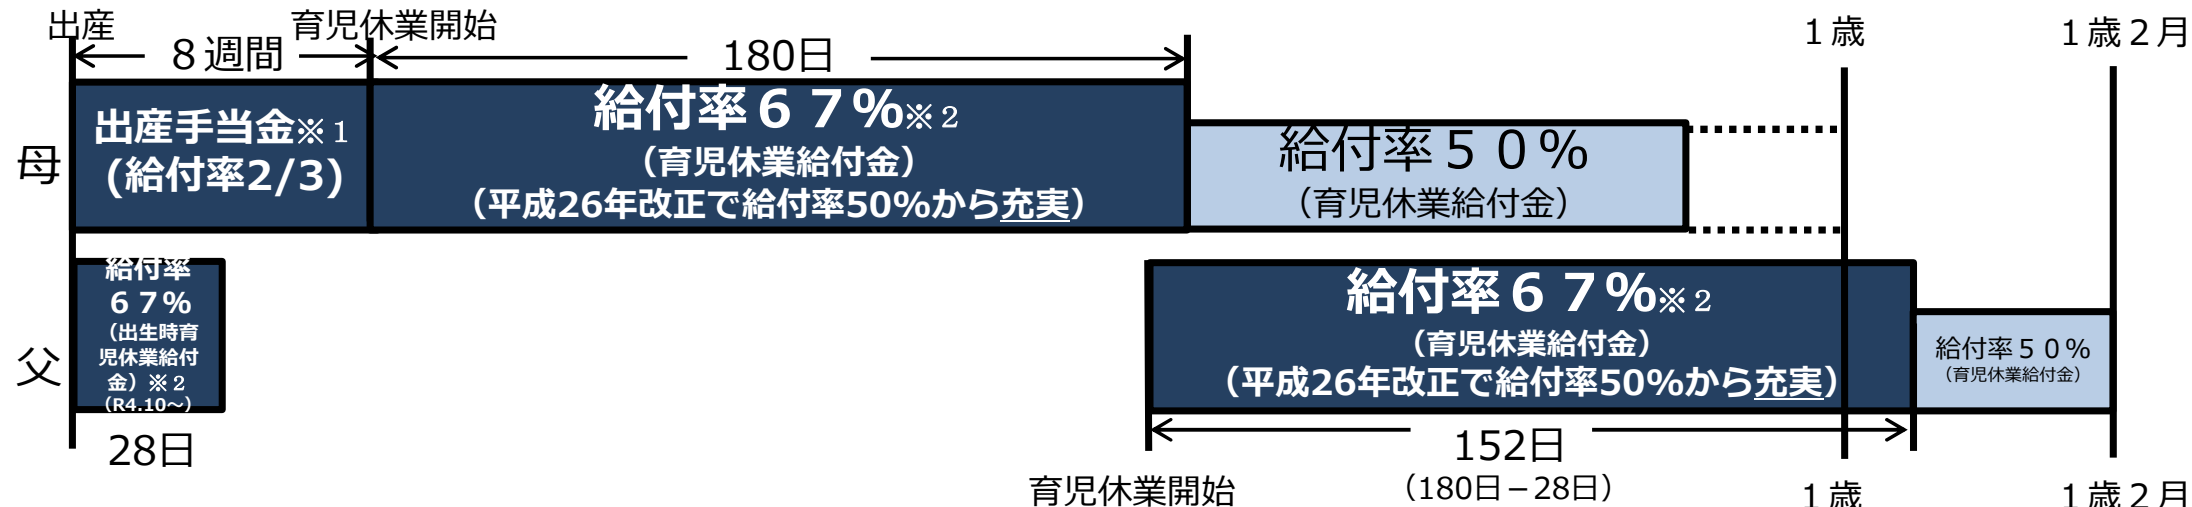 出産
育児休業開始
１歳
１歳２月
８週間
180日
母
出産手当金※１
(給付率2/3)
給付率６７%※２
（育児休業給付金）
（平成26年改正で給付率50%から充実）
給付率５０%
（育児休業給付金）
父
給付率
６７%
（出生時育
児休業給付
金）※２
（R4.10～）
28日
給付率６７%※２
（育児休業給付金）
（平成26年改正で給付率50%から充実）
給付率５０%
（育児休業給付金）
152日
（180日－28日）
育児休業開始
１歳
１歳２月